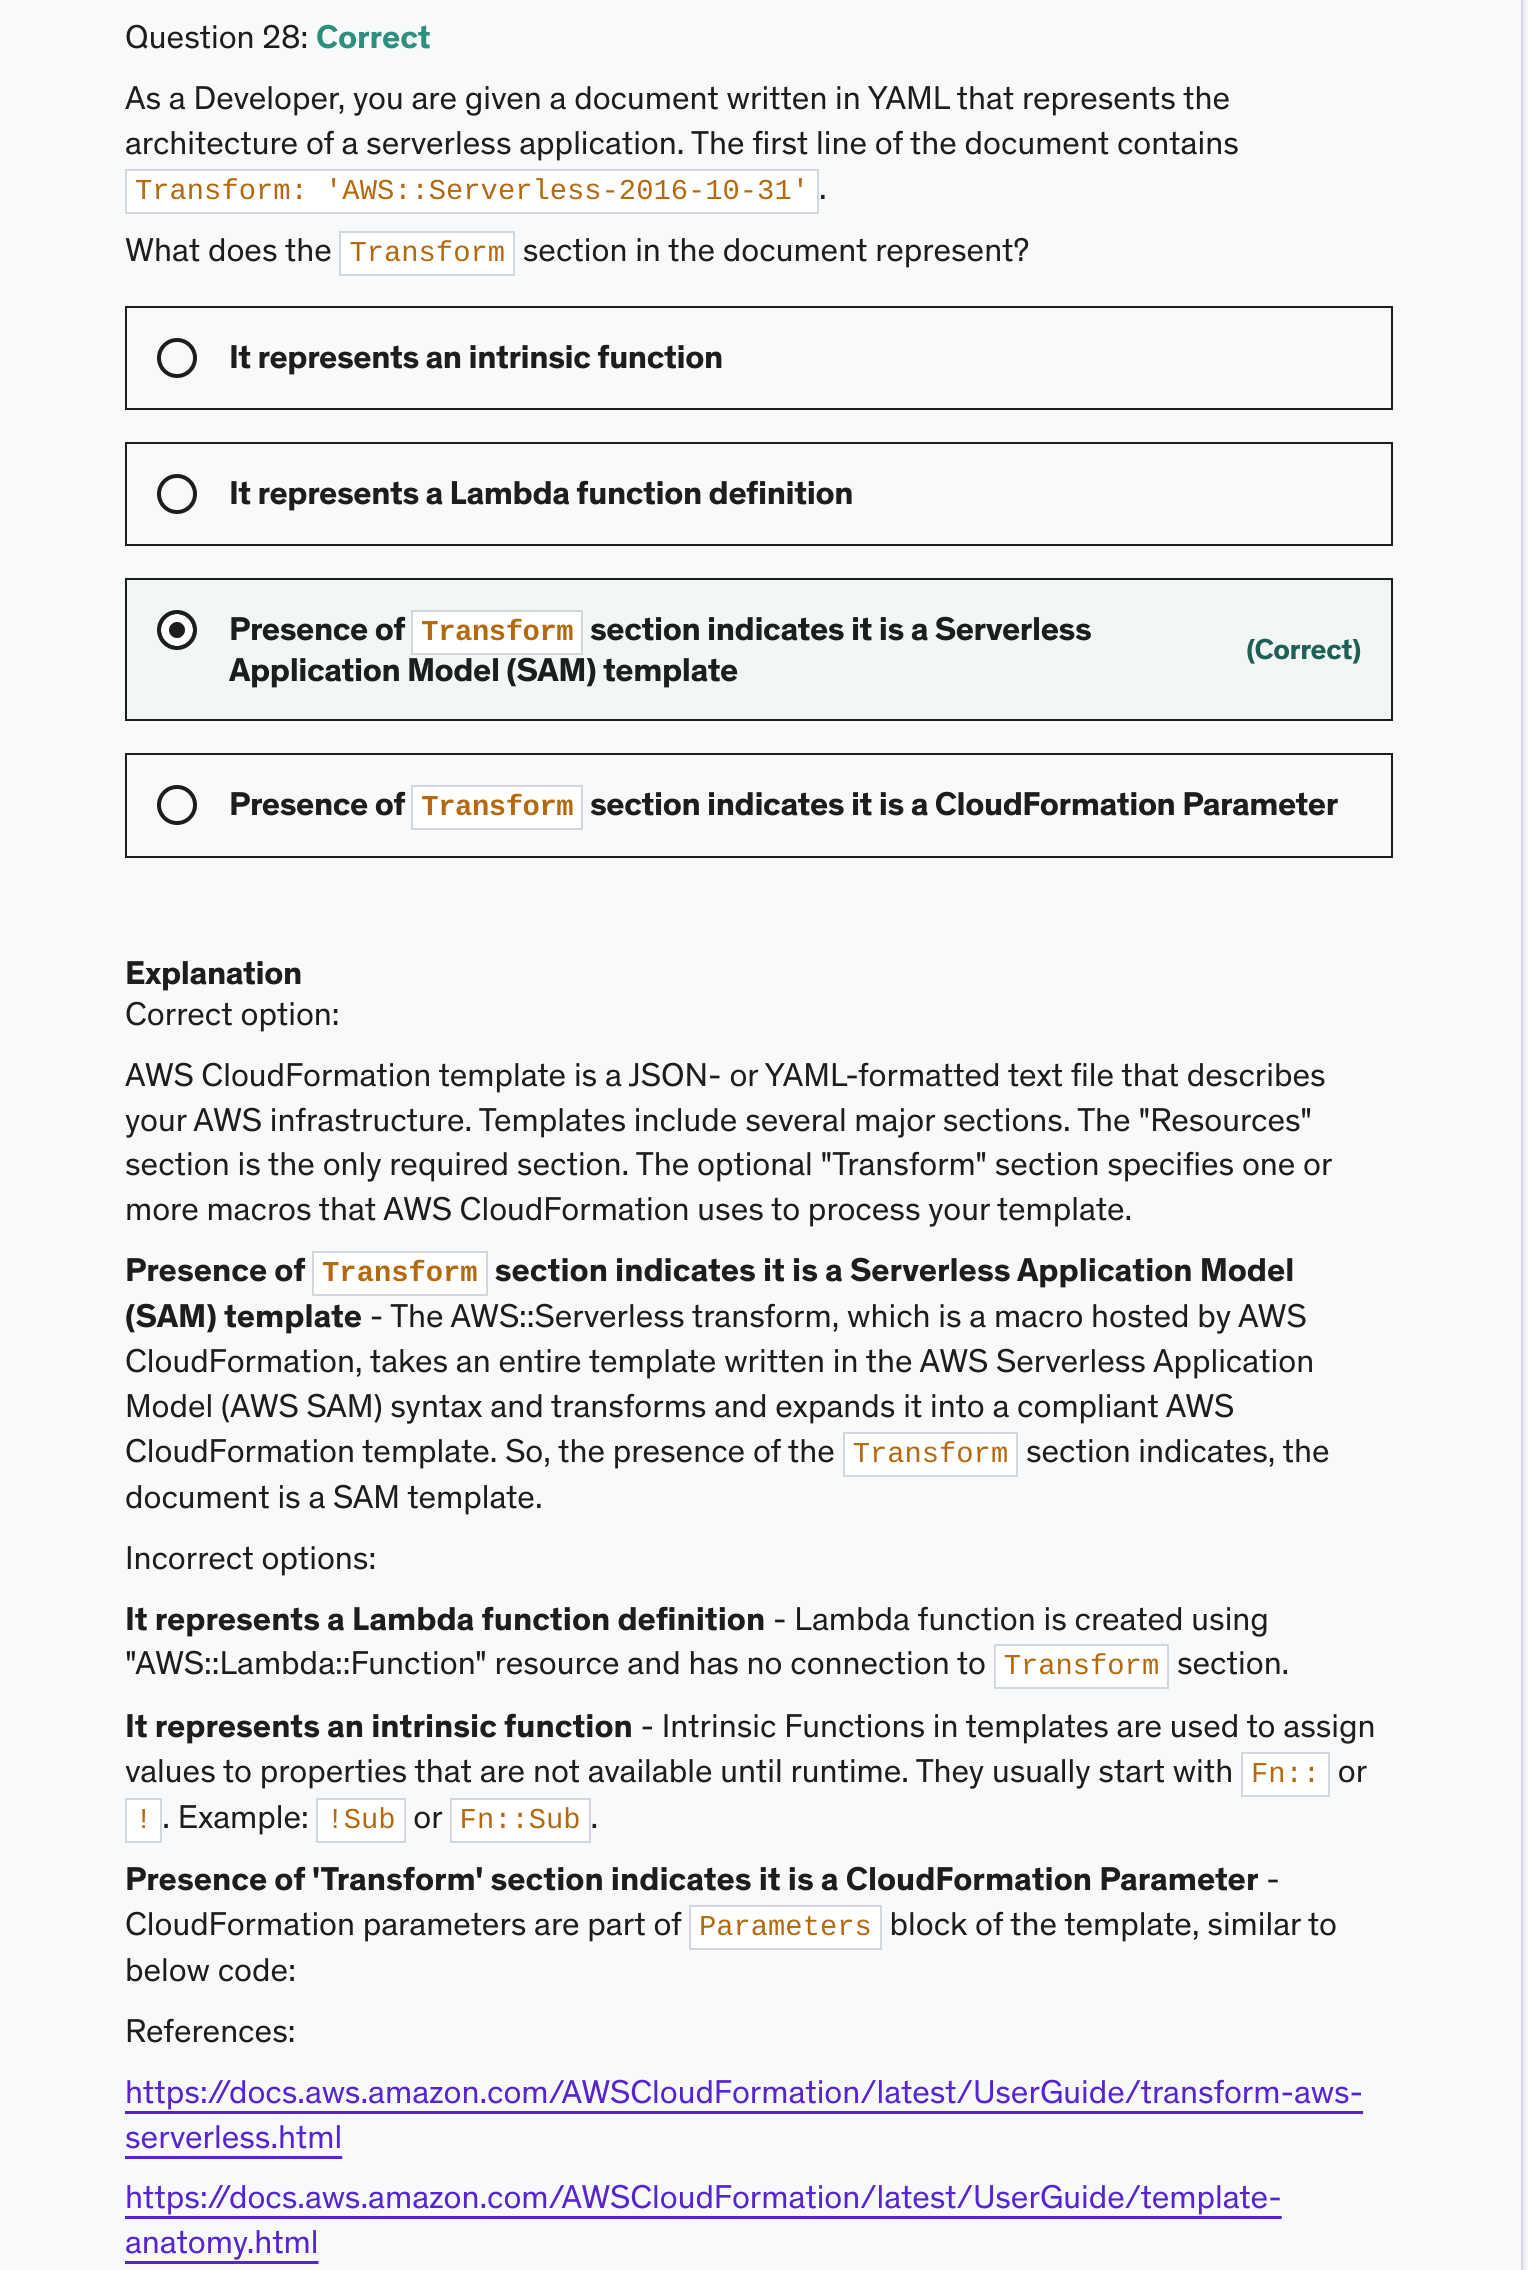 Question 28: Correct
As a Developer, you are given a document written in YAML that represents the
architecture of a serverless application. The first line of the document contains
Transform: 'AWS::Serverless-2016-10-31'.
What does the Transform section in the document represent?
It represents an intrinsic function
It represents a Lambda function definition
Presence of Transform section indicates it is a Serverless
Application Model (SAM) template
(Correct)
Presence of Transform section indicates it is a CloudFormation Parameter
Explanation
Correct option:
AWS CloudFormation template is a JSON- or YAML-formatted text file that describes
your AWS infrastructure. Templates include several major sections. The "Resources"
section is the only required section. The optional "Transform" section specifies one or
more macros that AWS CloudFormation uses to process your template.
Presence of Transform section indicates it is a Serverless Application Model
(SAM) template - The AWS::Serverless transform, which is a macro hosted by AWS
CloudFormation, takes an entire template written in the AWS Serverless Application
Model (AWS SAM) syntax and transforms and expands it into a compliant AWS
CloudFormation template. So, the presence of the Transform section indicates, the
document is a SAM template.
Incorrect options:
It represents a Lambda function definition - Lambda function is created using
"AWS::Lambda::Function" resource and has no connection to Transform section.
It represents an intrinsic function - Intrinsic Functions in templates are used to assign
values to properties that are not available until runtime. They usually start with Fn:: or
!. Example: !Sub or Fn::Sub.
Presence of 'Transform' section indicates it is a CloudFormation Parameter -
CloudFormation parameters are part of Parameters block of the template, similar to
below code:
References:
https://docs.aws.amazon.com/AWSCloudFormation/latest/UserGuide/transform-aws-
serverless.html
https://docs.aws.amazon.com/AWSCloudFormation/latest/UserGuide/template-
anatomy.html